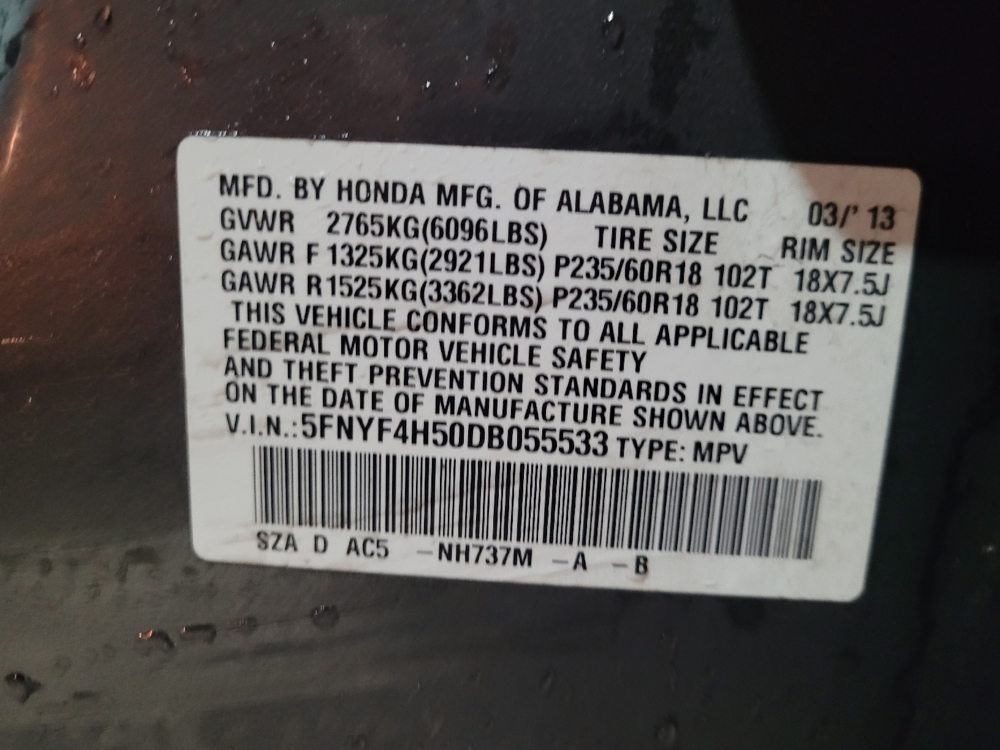 MFD. BY HONDA MFG. OF ALABAMA, LLC 03/' 13
GVWR 2765KG(6096LBS) TIRE SIZE RIM SIZE
GAWR F 1325KG(2921LBS) P235/60R18 102T 18X7.5J
GAWR R1525KG(3362LBS) P235/60R18 102T 18X7.5J
THIS VEHICLE CONFORMS TO ALL APPLICABLE
FEDERAL MOTOR VEHICLE SAFETY
AND THEFT PREVENTION STANDARDS IN EFFECT
ON THE DATE OF MANUFACTURE SHOWN ABOVE.
V.I.N.: 5FNYF4H50DB055533 TYPE: MPV
SZA D AC5 -NH737M -A -B